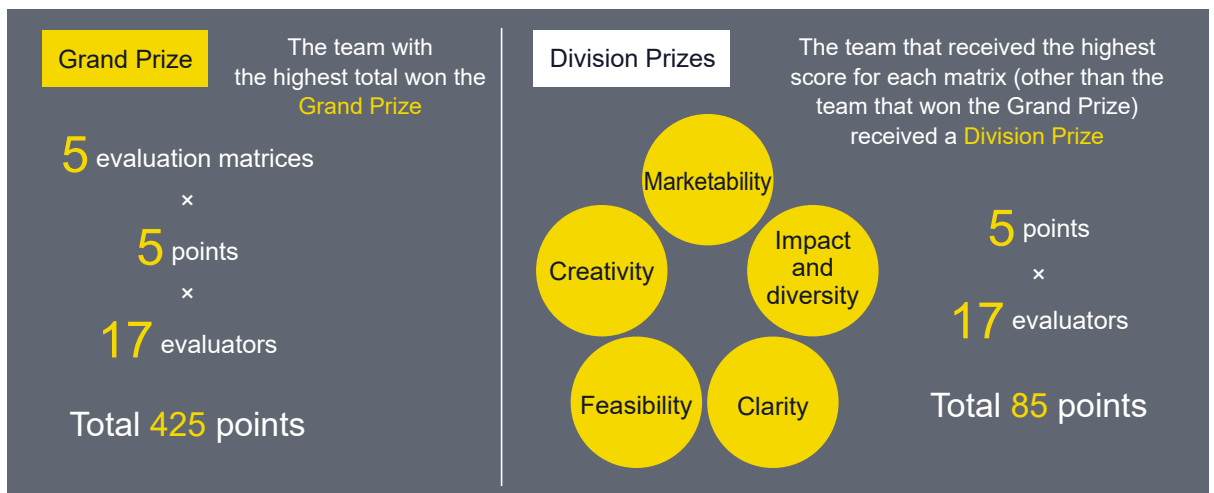 Grand Prize
The team with
the highest total won the
Grand Prize
5 evaluation matrices
×
5 points
×
17 evaluators
Total 425 points
Division Prizes
The team that received the highest
score for each matrix (other than the
team that won the Grand Prize)
received a Division Prize
Marketability
Creativity
Impact
and
diversity
Feasibility
Clarity
5 points
×
17 evaluators
Total 85 points